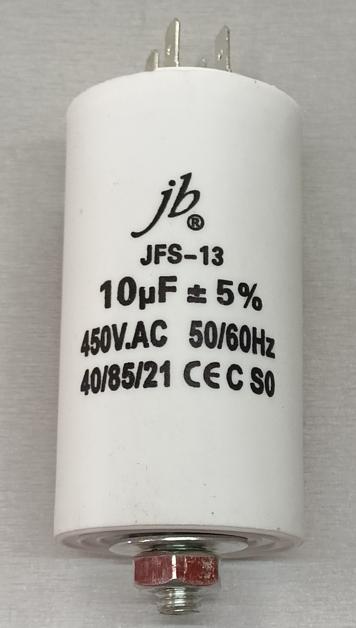 jb®
JFS-13
10µF ± 5%
450V.AC 50/60Hz
40/85/21 CE C S0